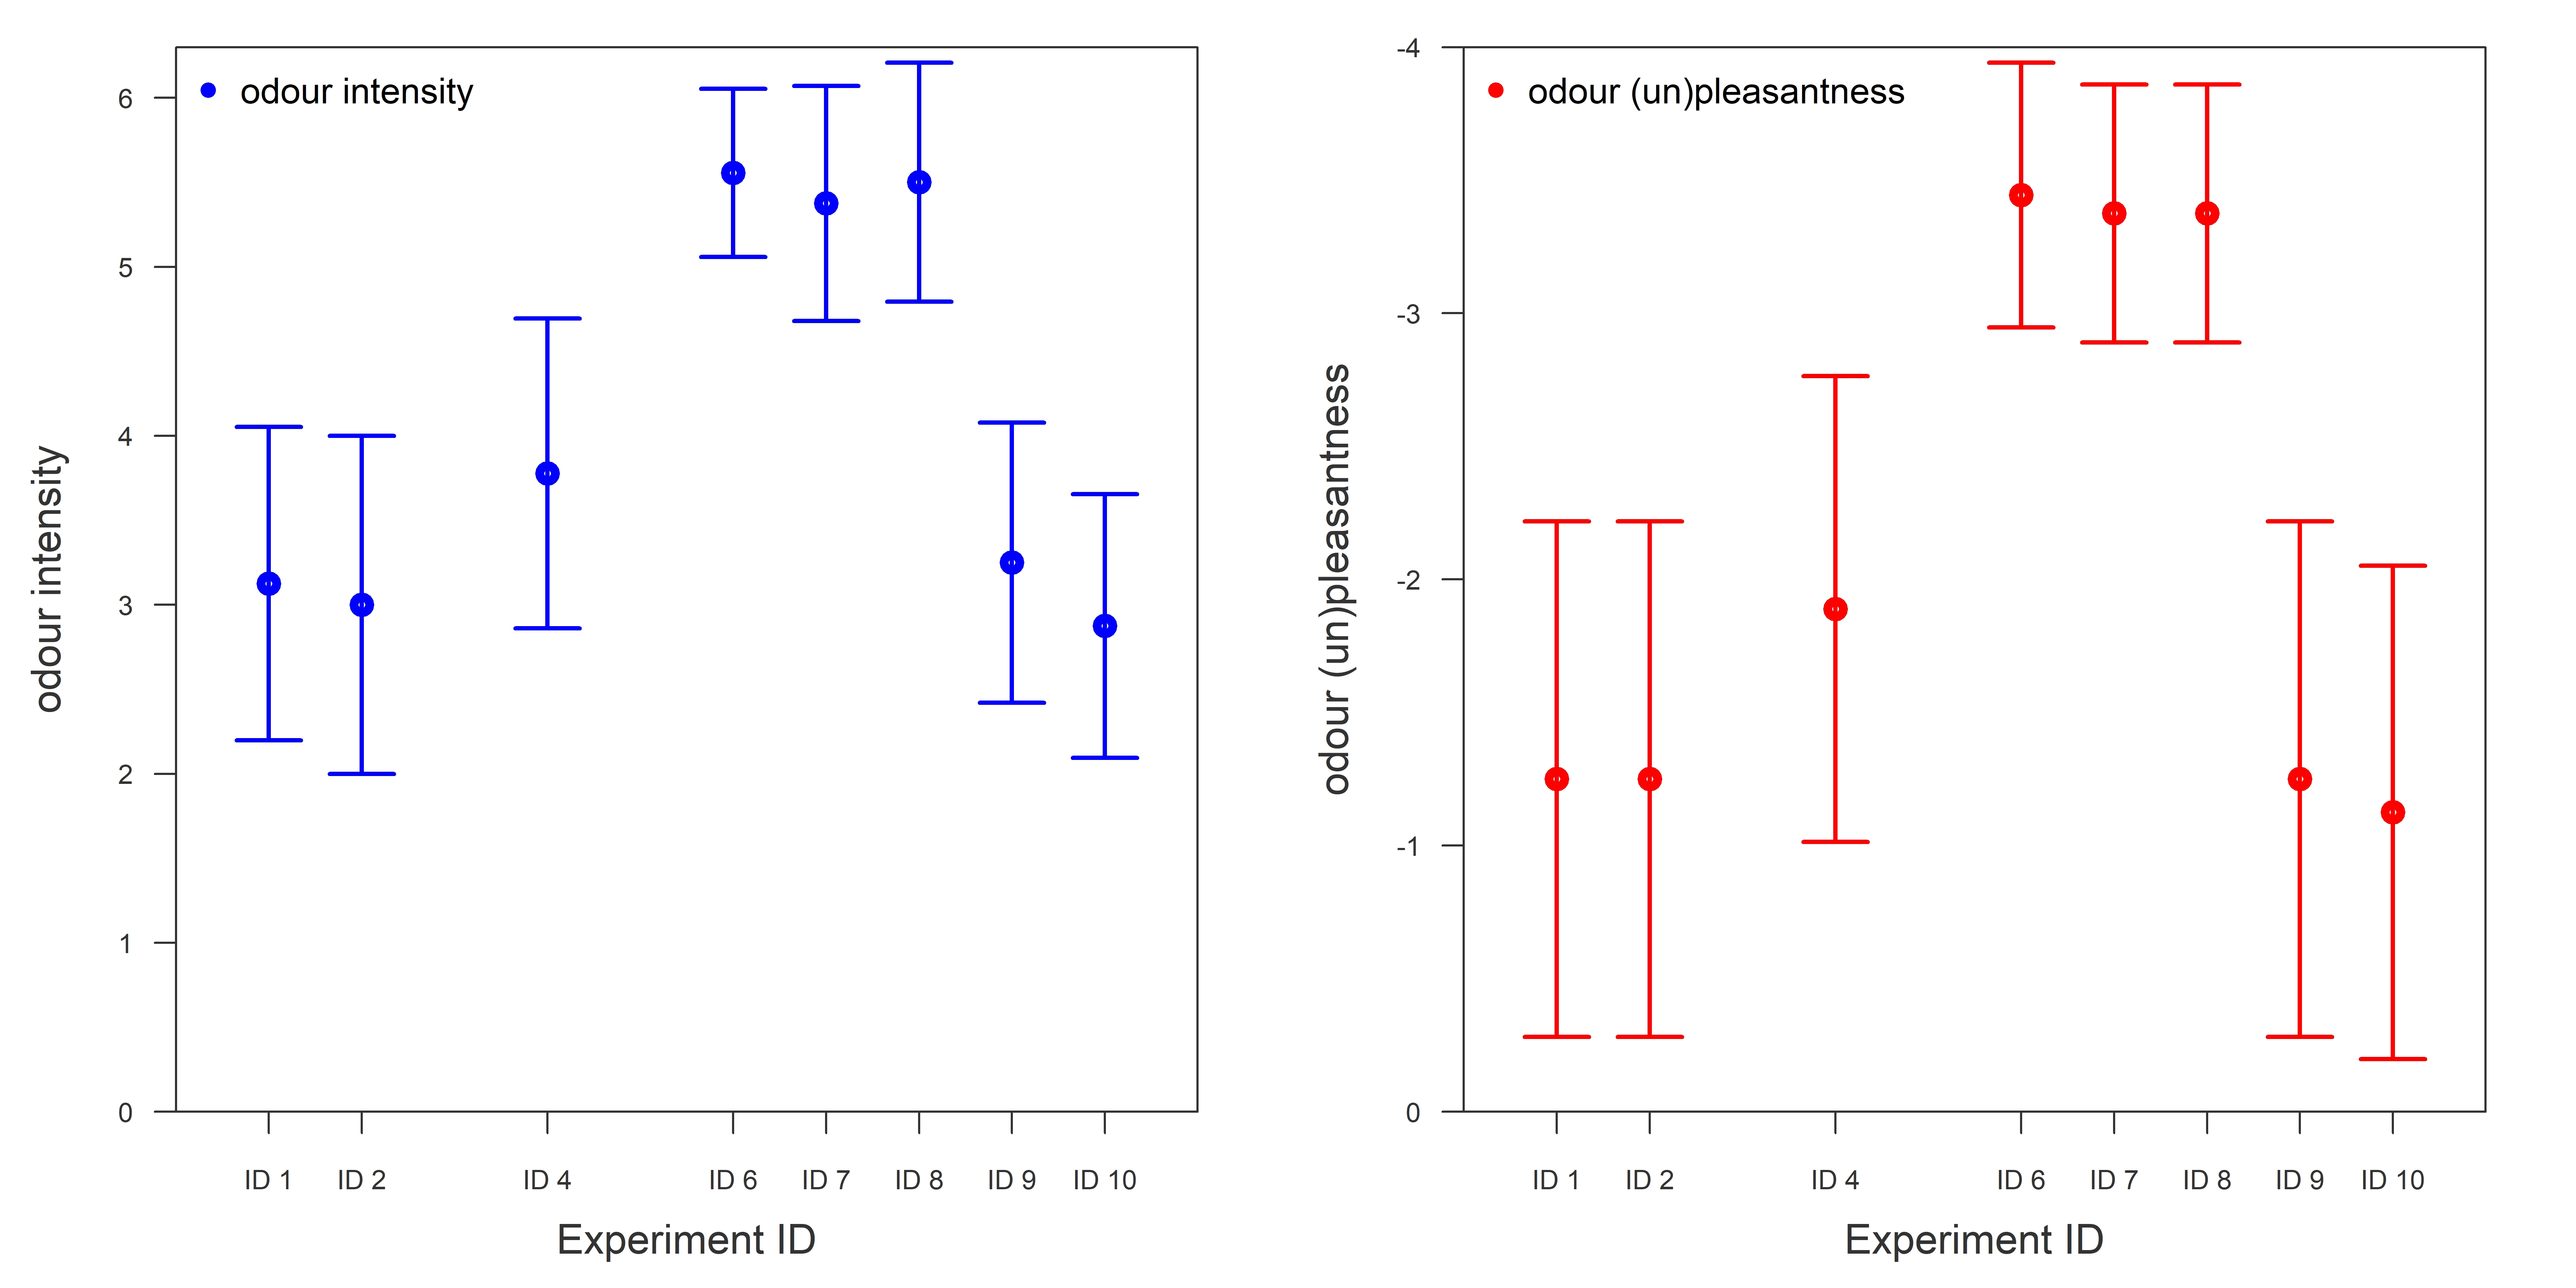 odour intensity
odour intensity
6
5
4
3
2
1
0
ID 1 ID 2 ID 4 ID 6 ID 7 ID 8 ID 9 ID 10
Experiment ID
odour (un)pleasantness
odour (un)pleasantness
-4
-3
-2
-1
0
ID 1 ID 2 ID 4 ID 6 ID 7 ID 8 ID 9 ID 10
Experiment ID